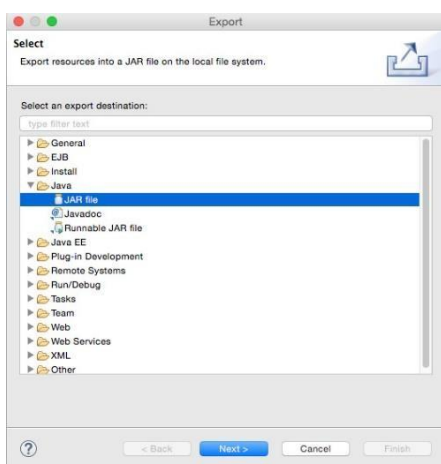 Export
Select
Export resources into a JAR file on the local file system.
Select an export destination:
type filter text
General
EJB
Install
Java
JAR file
Javadoc
Runnable JAR file
Java EE
Plug-in Development
Remote Systems
Run/Debug
Tasks
Team
Web
Web Services
XML
Other
? < Back Next > Cancel Finish